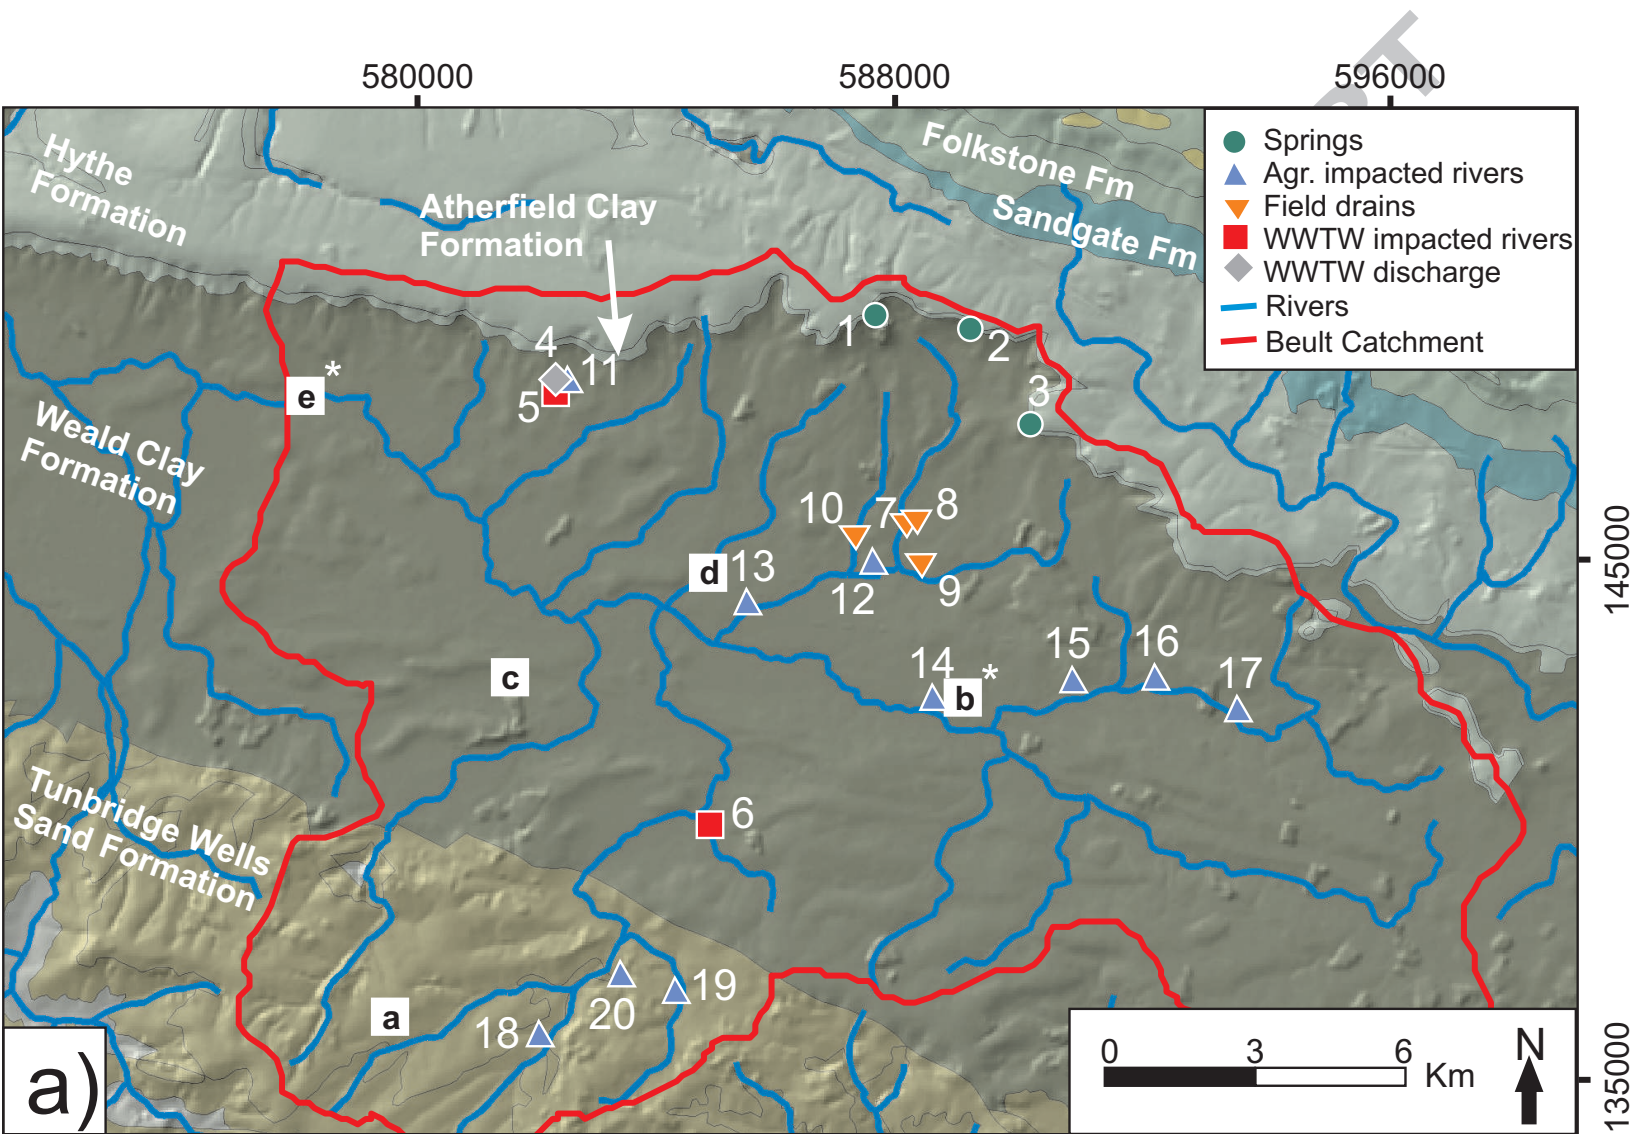 PT
580000
588000
596000
Hythe
Formation
Atherfield Clay
Formation
Folkstone Fm
Sandgate Fm
Springs
Agr. impacted rivers
Field drains
WWTW impacted rivers
WWTW discharge
Rivers
Beult Catchment
1
2
3
4
11
5
e
*
Weald Clay
Formation
10
7
8
d
13
12
9
145000
c
14
b
*
15
16
17
Tunbridge Wells
Sand Formation
6
a
18
20
19
a)
0
3
6
Km
N
135000